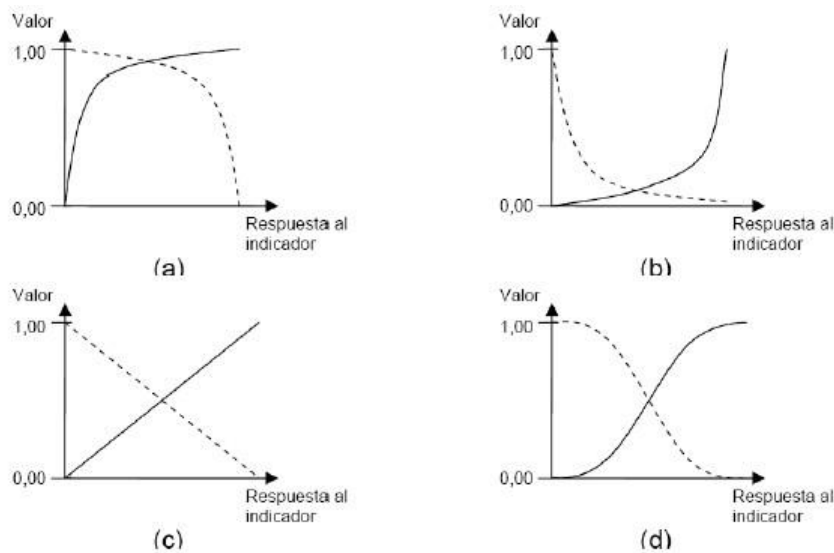 Valor
1,00
0,00
Respuesta al
indicador
(a)
Valor
1,00
0,00
Respuesta al
indicador
(b)
Valor
1,00
0,00
Respuesta al
indicador
(c)
Valor
1,00
0,00
Respuesta al
indicador
(d)